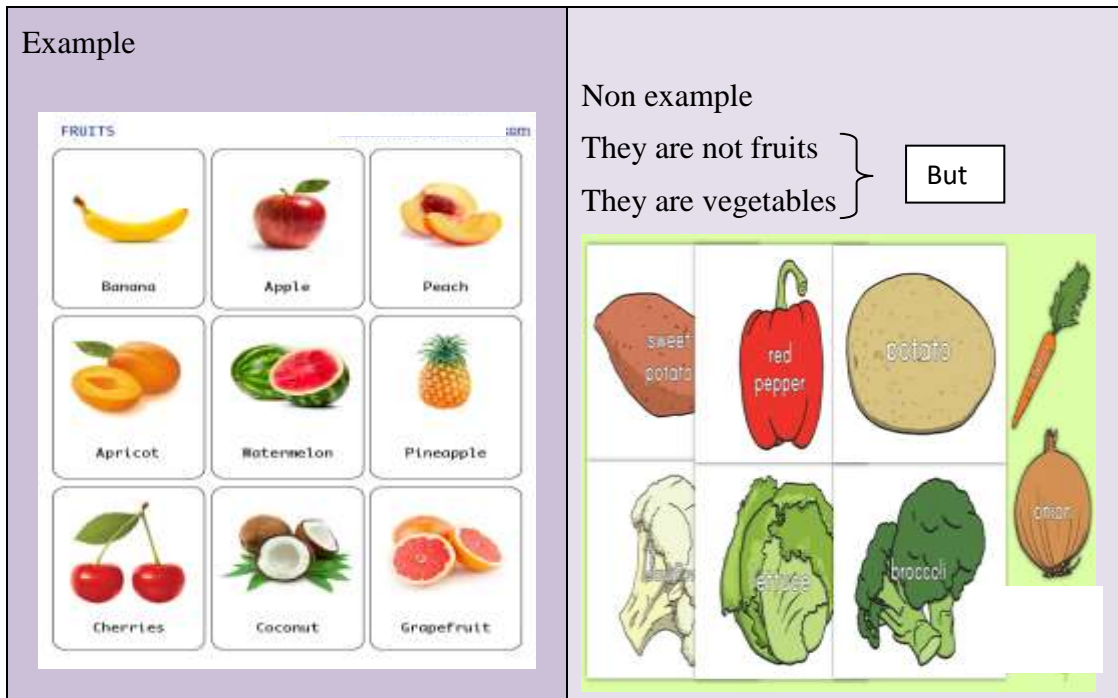 Example
FRUITS
Banana Apple Peach
Apricot Watermelon Pineapple
Cherries Coconut Grapefruit
Non example
They are not fruits
They are vegetables
But
sweet
potato
red
pepper
potato
lettuce
broccoli
onion